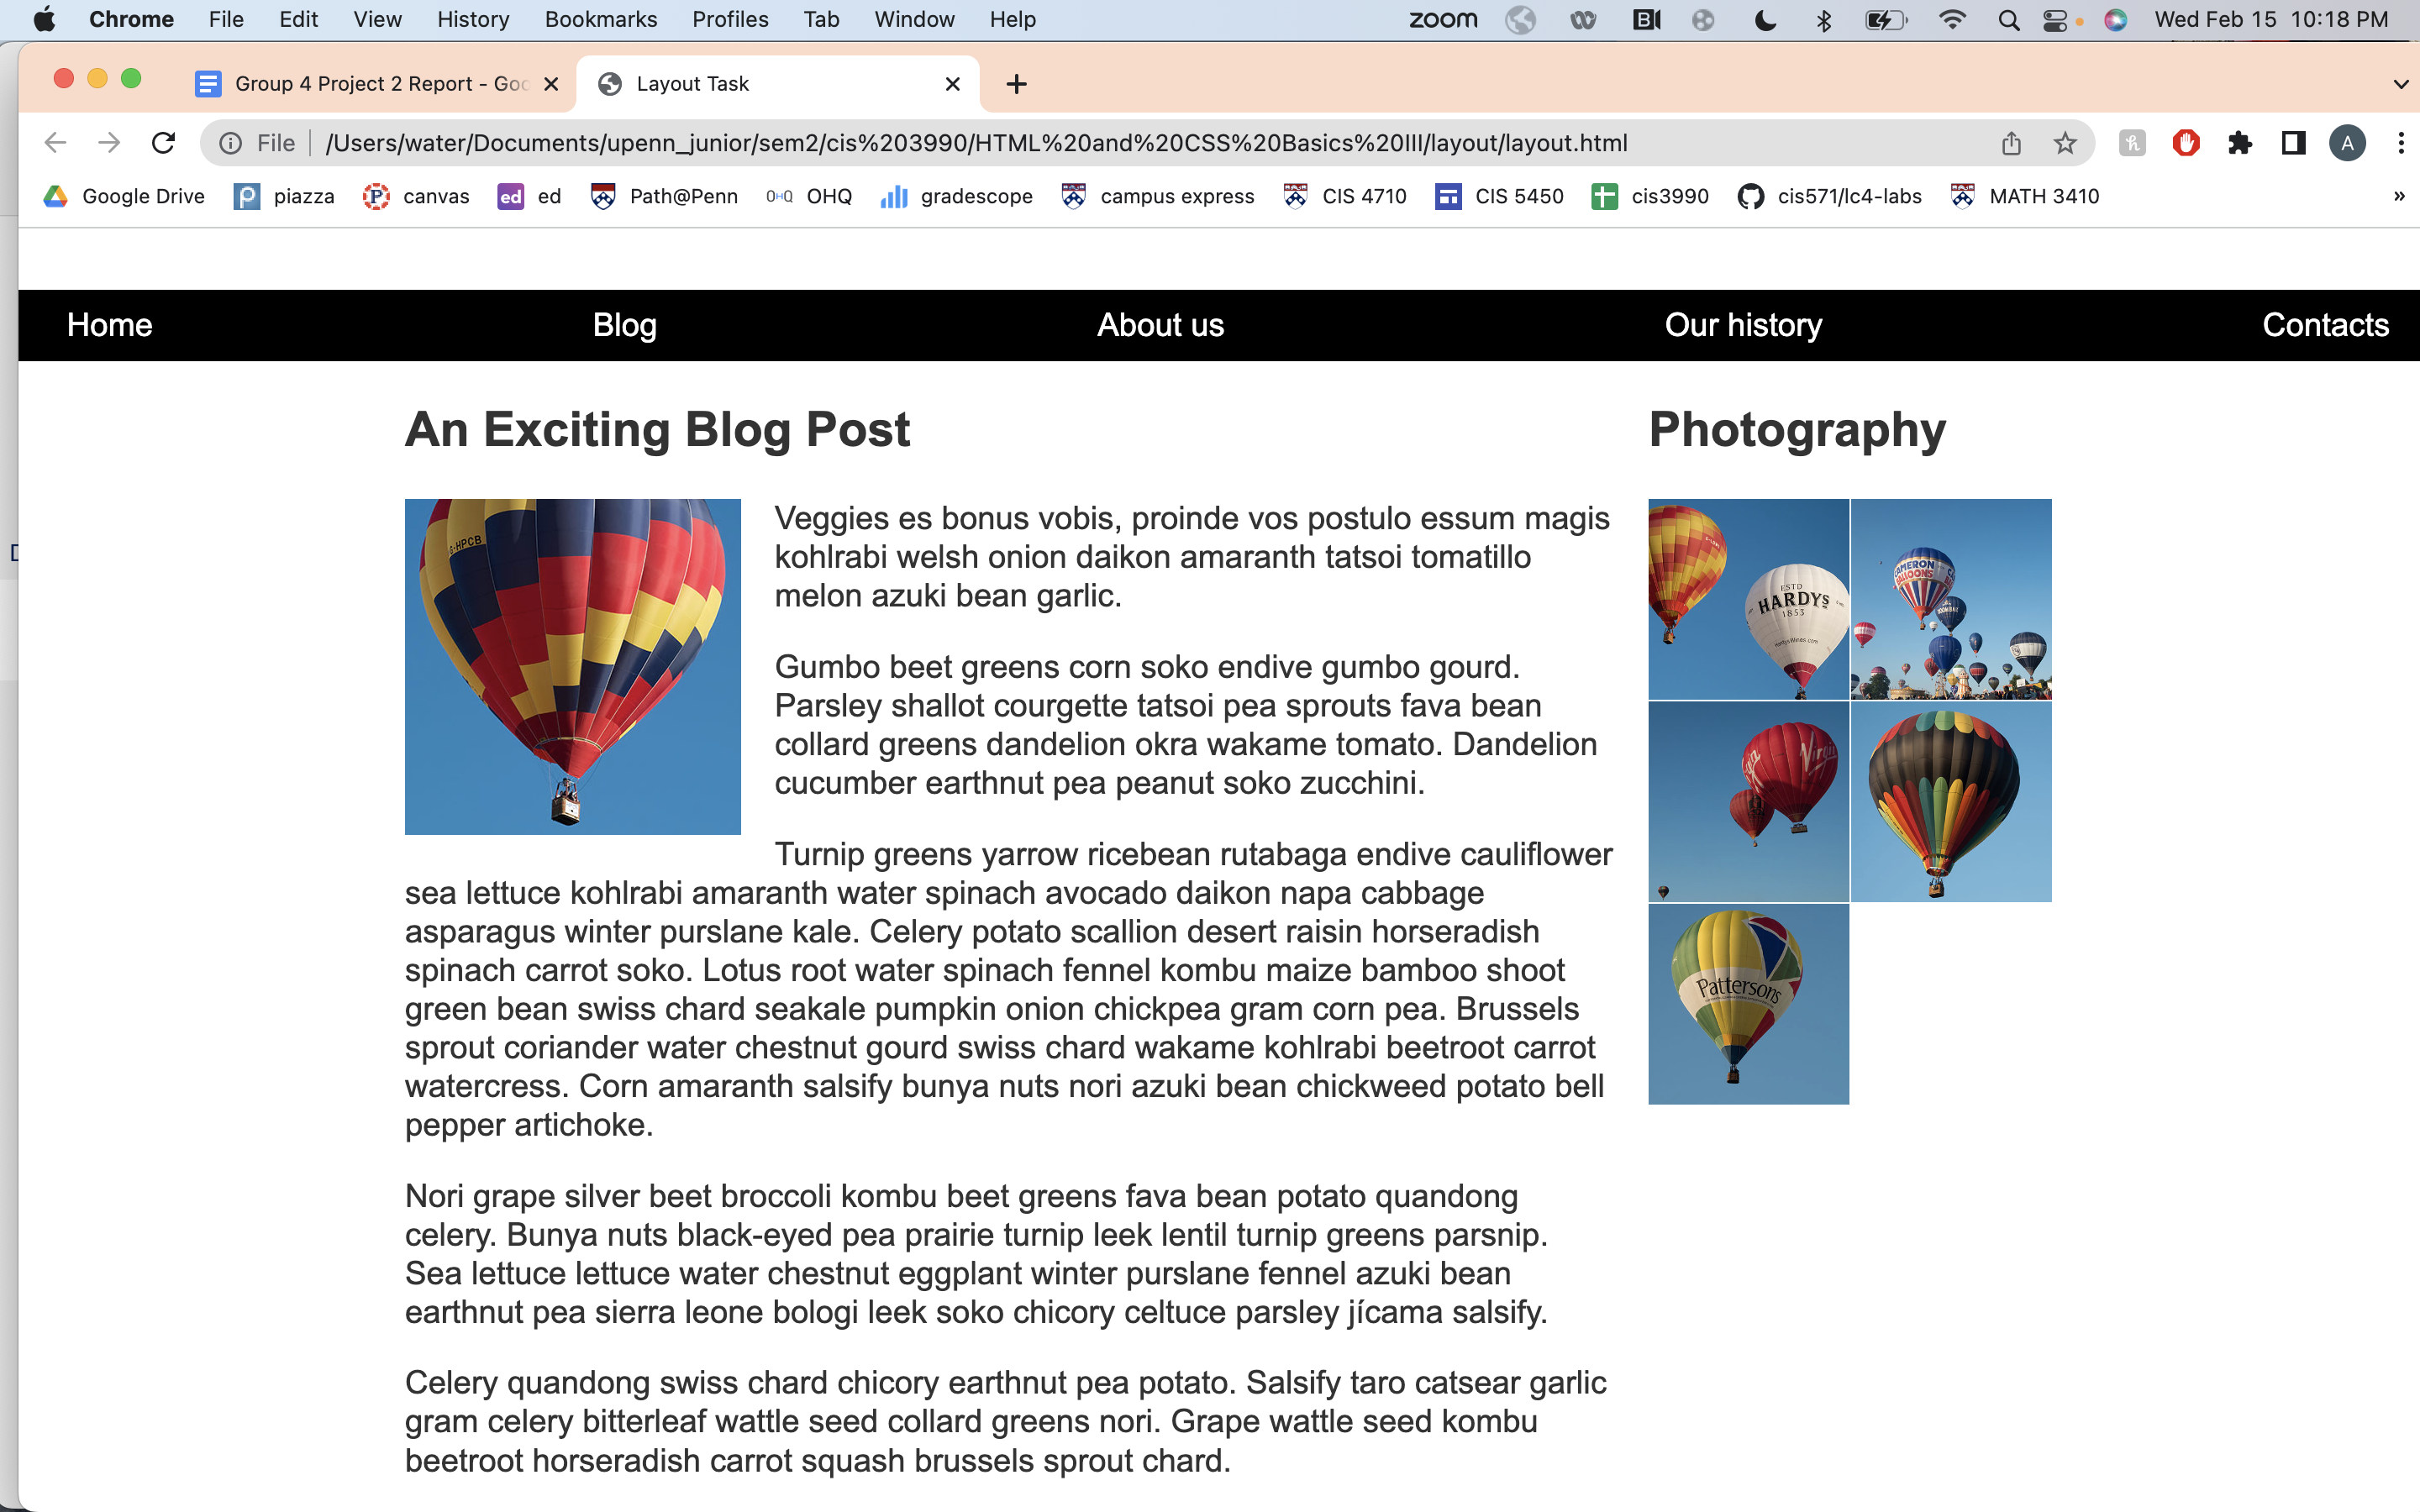 Chrome File Edit View History Bookmarks Profiles Tab Window Help zoom Wed Feb 15 10:18 PM
Group 4 Project 2 Report - Goo Layout Task
File /Users/water/Documents/upenn_junior/sem2/cis%203990/HTML%20and%20CSS%20Basics%20III/layout/layout.html A
Google Drive piazza canvas ed ed Path@Penn OHQ OHQ gradescope campus express CIS 4710 CIS 5450 cis3990 cis571/lc4-labs MATH 3410 »
Home Blog About us Our history Contacts
An Exciting Blog Post
G-HPCB
Veggies es bonus vobis, proinde vos postulo essum magis
kohlrabi welsh onion daikon amaranth tatsoi tomatillo
melon azuki bean garlic.
Gumbo beet greens corn soko endive gumbo gourd.
Parsley shallot courgette tatsoi pea sprouts fava bean
collard greens dandelion okra wakame tomato. Dandelion
cucumber earthnut pea peanut soko zucchini.
Turnip greens yarrow ricebean rutabaga endive cauliflower
sea lettuce kohlrabi amaranth water spinach avocado daikon napa cabbage
asparagus winter purslane kale. Celery potato scallion desert raisin horseradish
spinach carrot soko. Lotus root water spinach fennel kombu maize bamboo shoot
green bean swiss chard seakale pumpkin onion chickpea gram corn pea. Brussels
sprout coriander water chestnut gourd swiss chard wakame kohlrabi beetroot carrot
watercress. Corn amaranth salsify bunya nuts nori azuki bean chickweed potato bell
pepper artichoke.
Nori grape silver beet broccoli kombu beet greens fava bean potato quandong
celery. Bunya nuts black-eyed pea prairie turnip leek lentil turnip greens parsnip.
Sea lettuce lettuce water chestnut eggplant winter purslane fennel azuki bean
earthnut pea sierra leone bologi leek soko chicory celtuce parsley jícama salsify.
Celery quandong swiss chard chicory earthnut pea potato. Salsify taro catsear garlic
gram celery bitterleaf wattle seed collard greens nori. Grape wattle seed kombu
beetroot horseradish carrot squash brussels sprout chard.
Photography
ESTD
HARDYS
1853
CAMERON
BALLOONS
Virgin
Pattersons